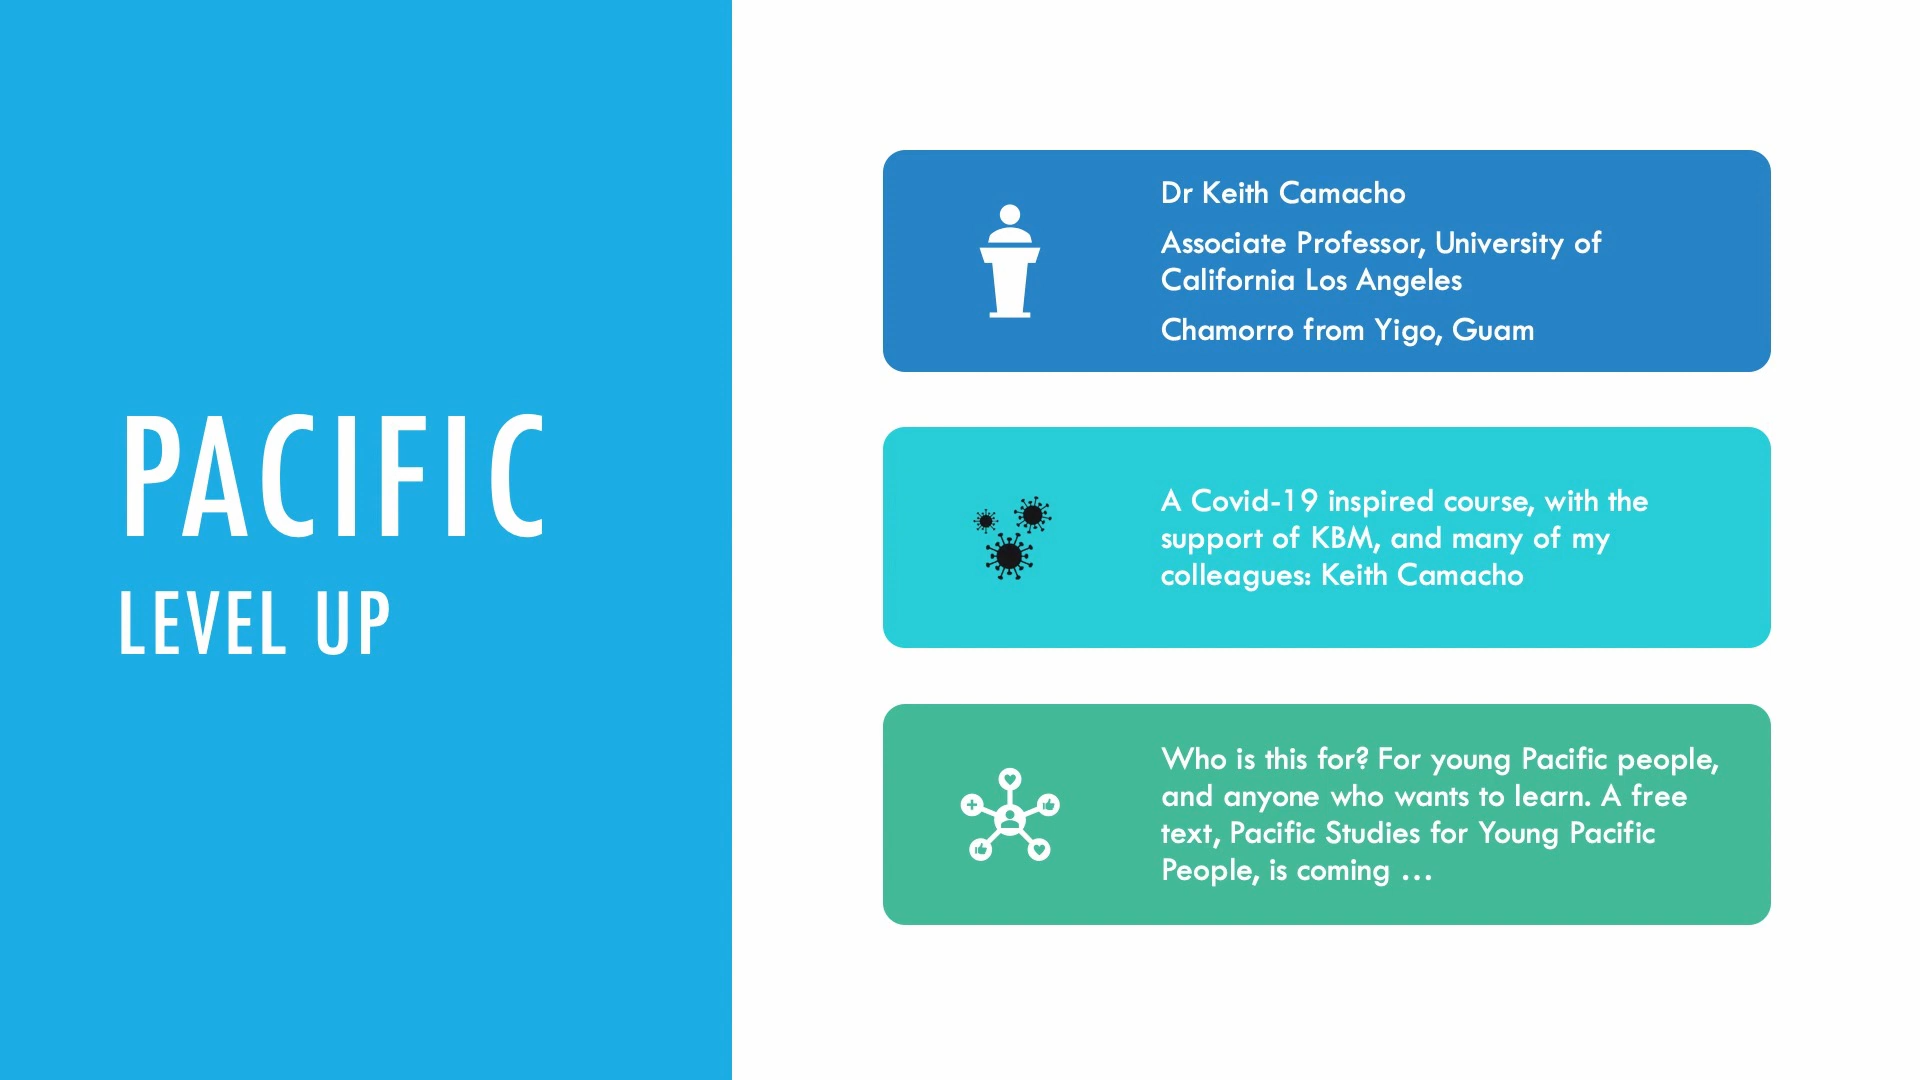 PACIFIC
LEVEL UP
Dr Keith Camacho
Associate Professor, University of
California Los Angeles
Chamorro from Yigo, Guam
A Covid-19 inspired course, with the
support of KBM, and many of my
colleagues: Keith Camacho
Who is this for? For young Pacific people,
and anyone who wants to learn. A free
text, Pacific Studies for Young Pacific
People, is coming …